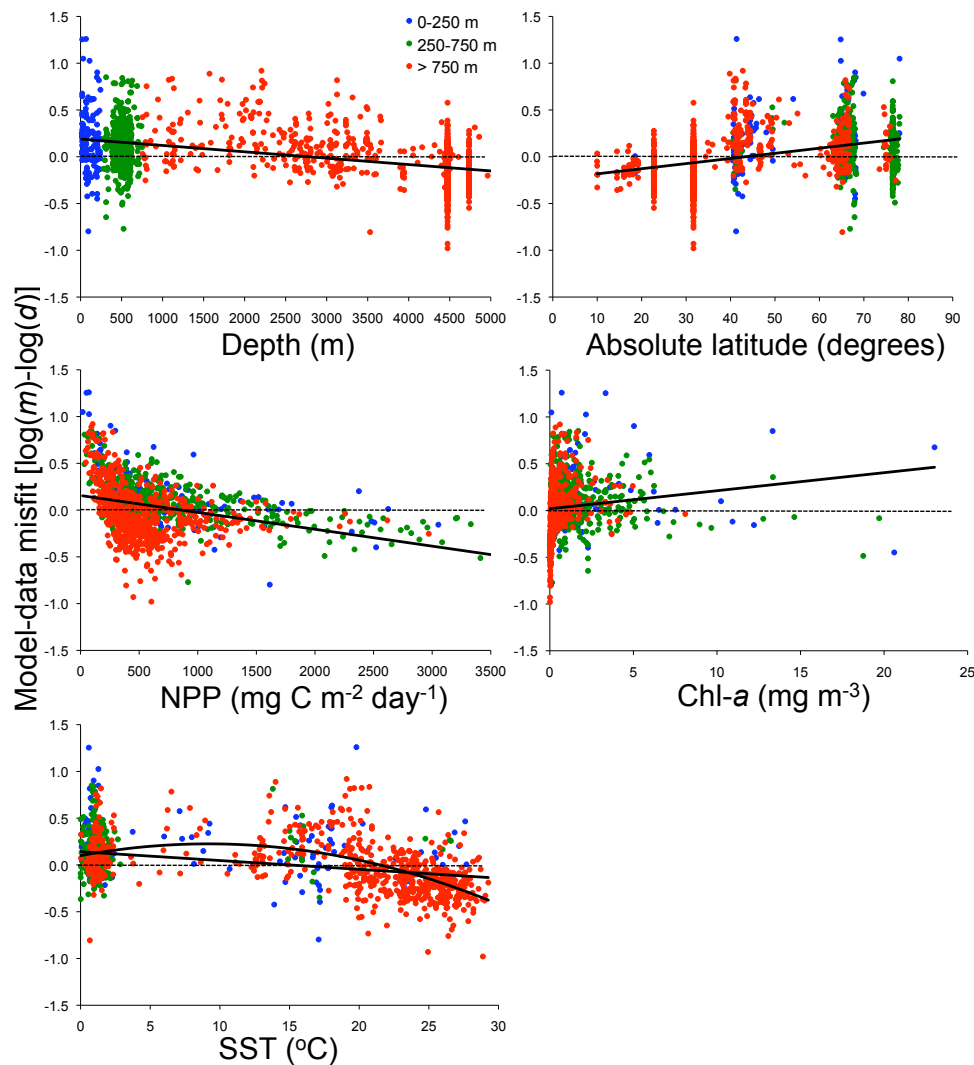 1.5
1.0
0.5
0.0
-0.5
-1.0
-1.5
0 500 1000 1500 2000 2500 3000 3500 4000 4500 5000
Depth (m)
0-250 m
250-750 m
> 750 m
1.5
1.0
0.5
0.0
-0.5
-1.0
-1.5
0 10 20 30 40 50 60 70 80 90
Absolute latitude (degrees)
Model-data misfit [log(m)-log(d)]
1.5
1.0
0.5
0.0
-0.5
-1.0
-1.5
0 500 1000 1500 2000 2500 3000 3500
NPP (mg C m⁻² day⁻¹)
1.5
1.0
0.5
0.0
-0.5
-1.0
-1.5
0 5 10 15 20 25
Chl-a (mg m⁻³)
1.5
1.0
0.5
0.0
-0.5
-1.0
-1.5
0 5 10 15 20 25 30
SST (ºC)